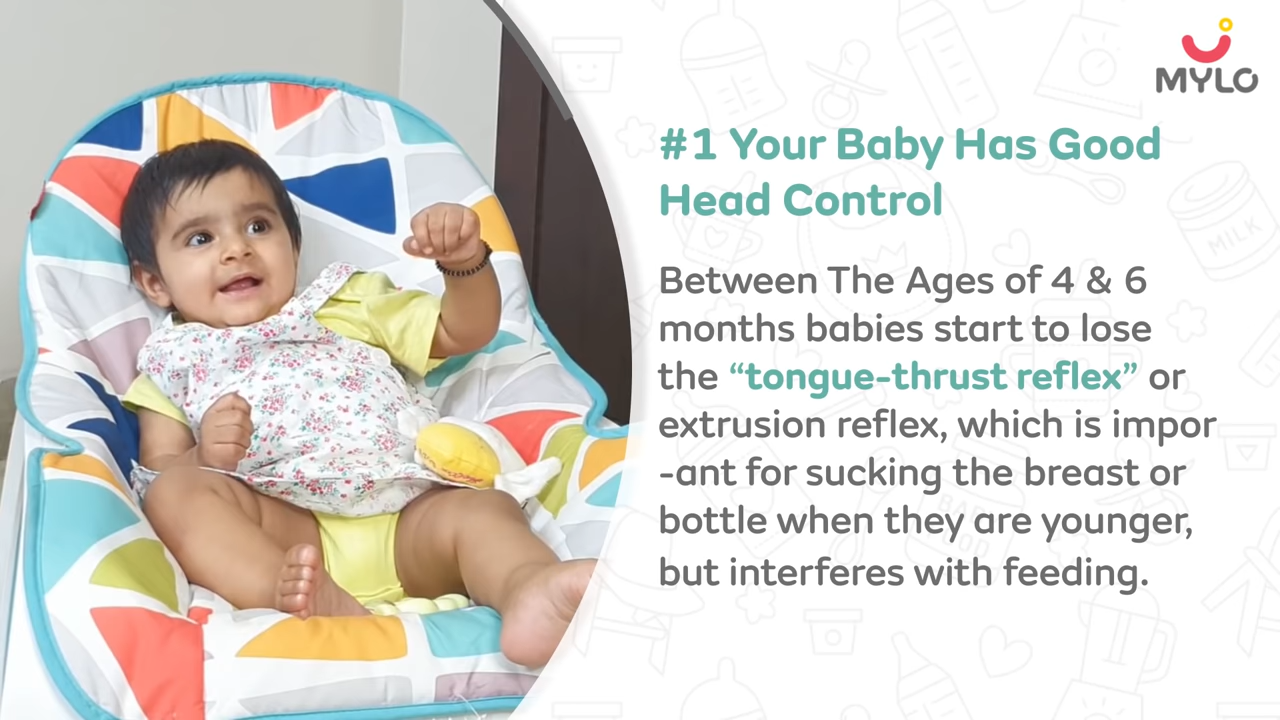 MYLO
#1 Your Baby Has Good
Head Control
Between The Ages of 4 & 6
months babies start to lose
the “tongue-thrust reflex” or
extrusion reflex, which is impor
-ant for sucking the breast or
bottle when they are younger,
but interferes with feeding.
MILK